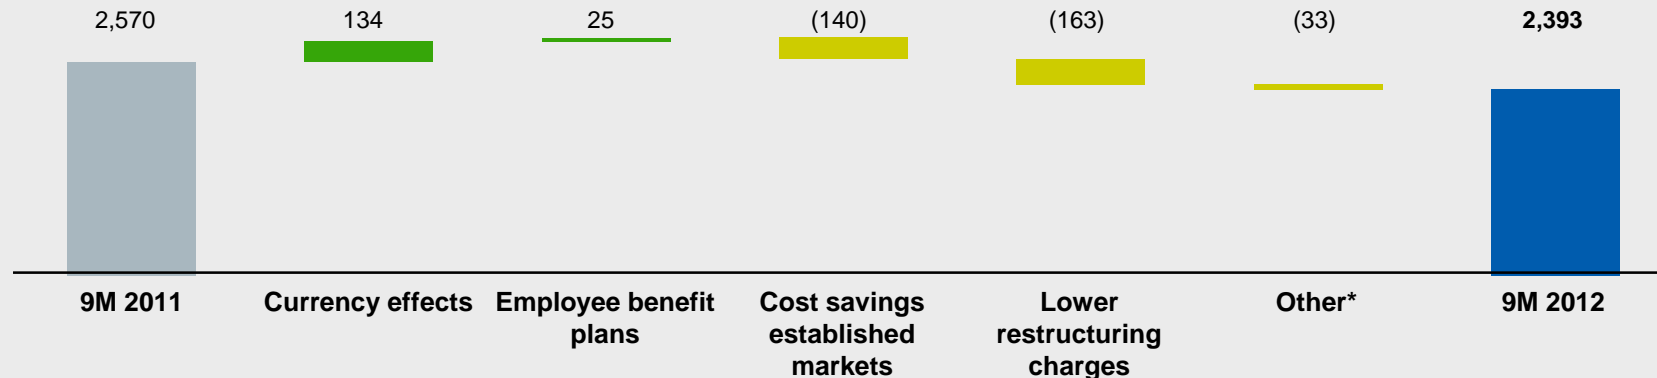 2,570 134 25 (140) (163) (33) 2,393
9M 2011 Currency effects Employee benefit Cost savings Lower Other* 9M 2012
plans established restructuring
markets charges